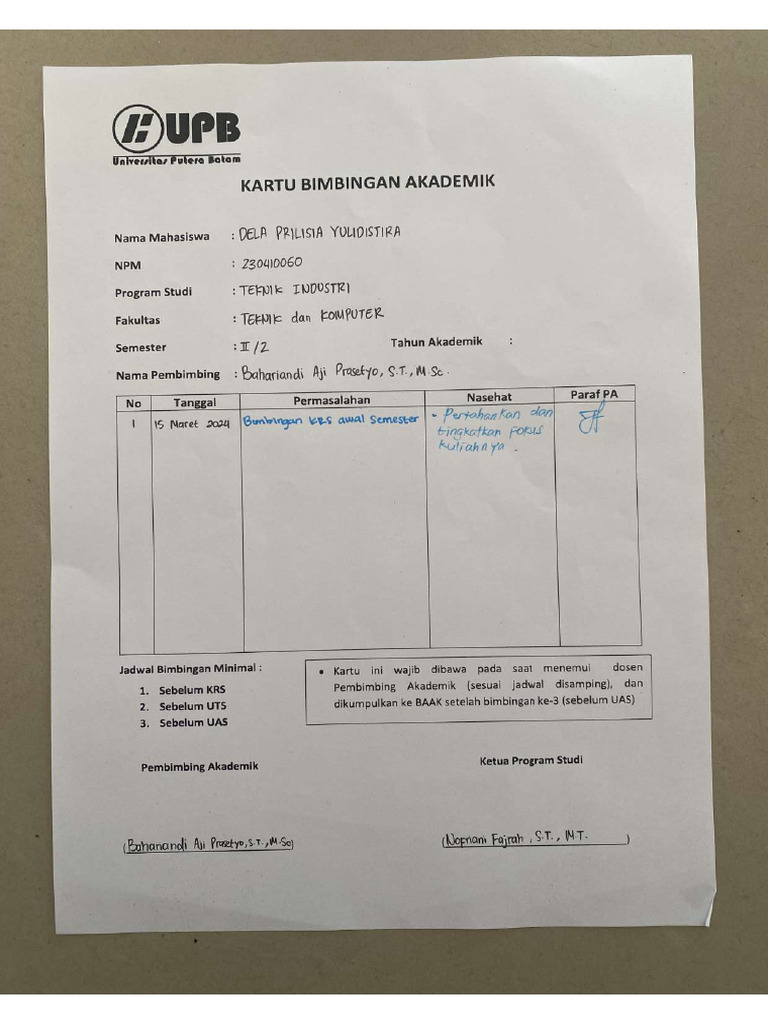 UPB
Universitas Putera Batam
KARTU BIMBINGAN AKADEMIK
Nama Mahasiswa : DELA PRILISIA YULIDISTIRA
NPM : 230410060
Program Studi : TEKNIK INDUSTRI
Fakultas : TEKNIK dan KOMPUTER
Semester : II/2 Tahun Akademik :
Nama Pembimbing : Bahariandi Aji Prasetyo, S.T., M.Sc.
No Tanggal Permasalahan Nasehat Paraf PA
1 15 Maret 2024 Bimbingan KRS awal Semester - Pertahankan dan
tingkatkan fokus
kuliahnya .
Jadwal Bimbingan Minimal :
1. Sebelum KRS
2. Sebelum UTS
3. Sebelum UAS
• Kartu ini wajib dibawa pada saat menemui dosen
Pembimbing Akademik (sesuai jadwal disamping), dan
dikumpulkan ke BAAK setelah bimbingan ke-3 (sebelum UAS)
Pembimbing Akademik Ketua Program Studi
(Bahariandi Aji Prasetyo, S.T., M.Sc) (Nofriani Fajrah, S.T., M.T. )